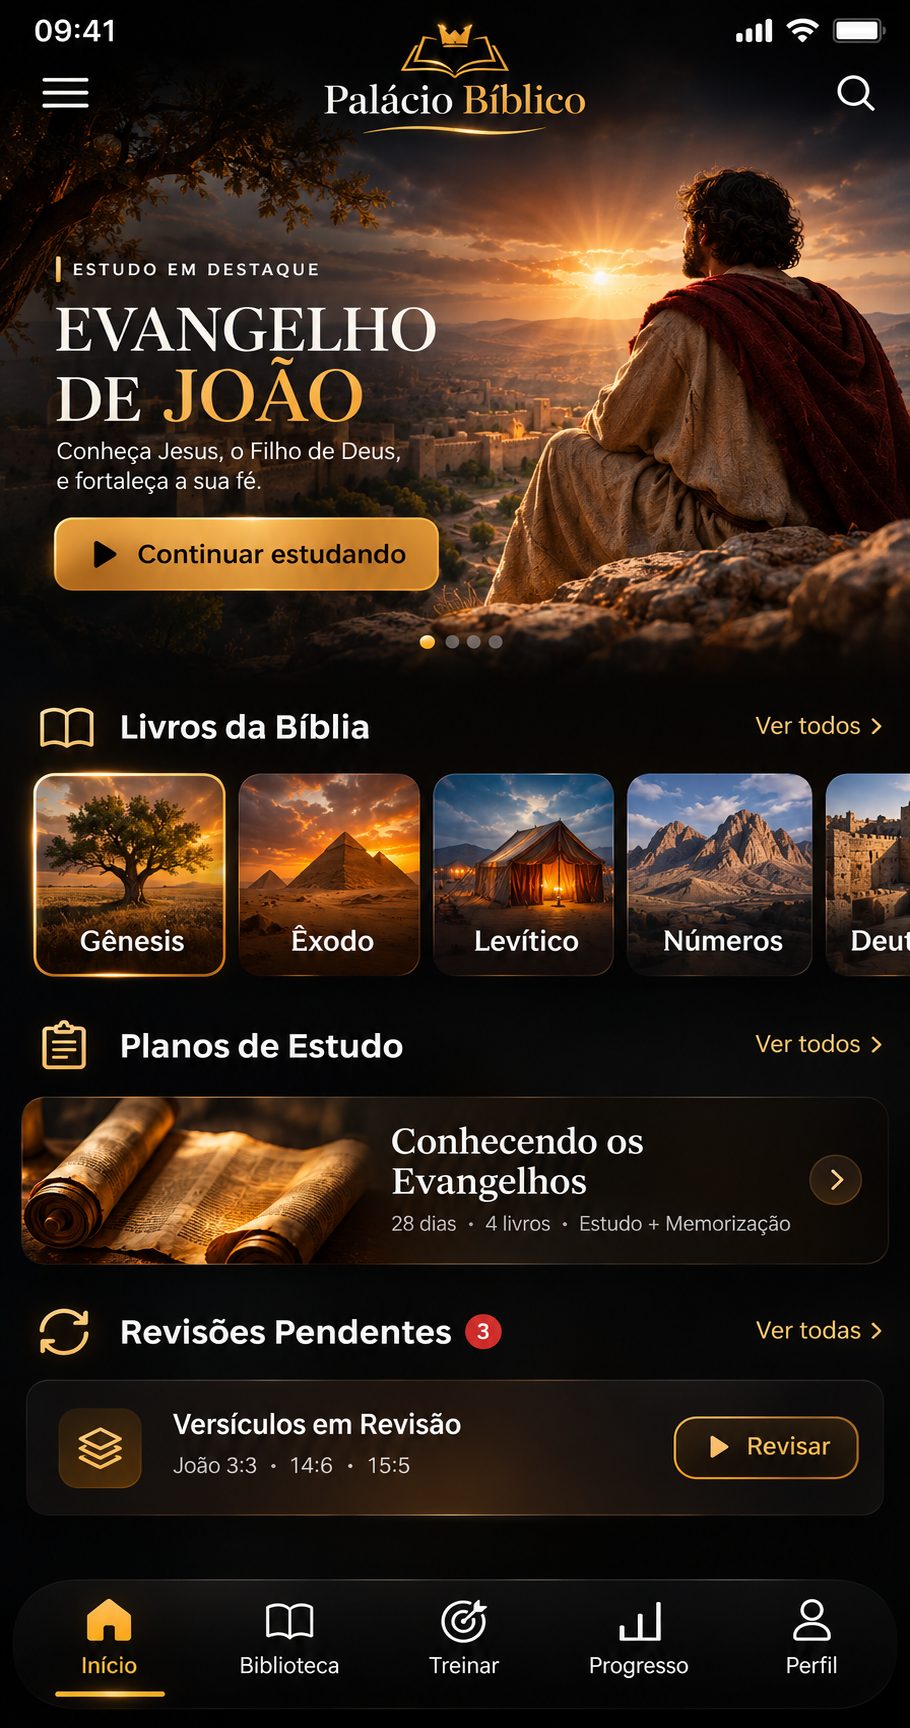 09:41
Palácio Bíblico
ESTUDO EM DESTAQUE
EVANGELHO
DE JOÃO
Conheça Jesus, o Filho de Deus,
e fortaleça a sua fé.
Continuar estudando
Livros da Bíblia
Ver todos
Gênesis
Êxodo
Levítico
Números
Deut
Planos de Estudo
Ver todos
Conhecendo os
Evangelhos
28 dias • 4 livros • Estudo + Memorização
Revisões Pendentes 3
Ver todas
Versículos em Revisão
João 3:3 • 14:6 • 15:5
Revisar
Início
Biblioteca
Treinar
Progresso
Perfil